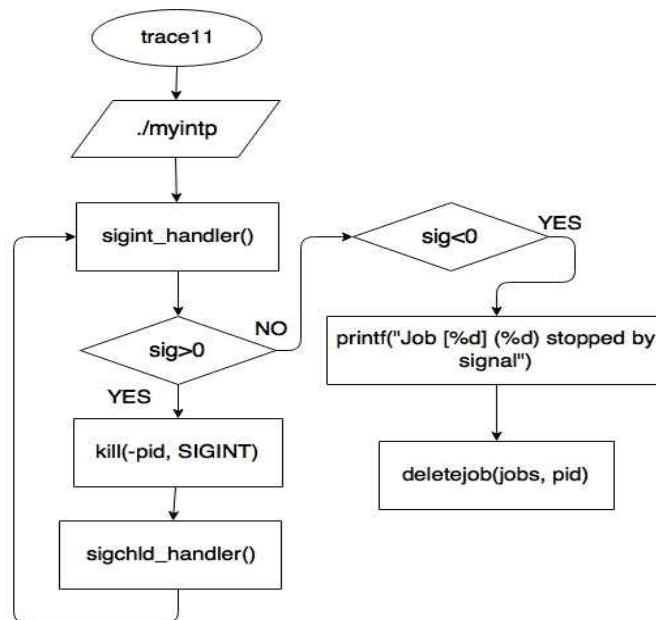 trace11
./myintp
sigint_handler()
sig<0
YES
NO
sig>0
printf("Job [%d] (%d) stopped by
signal")
YES
kill(-pid, SIGINT)
deletejob(jobs, pid)
sigchld_handler()